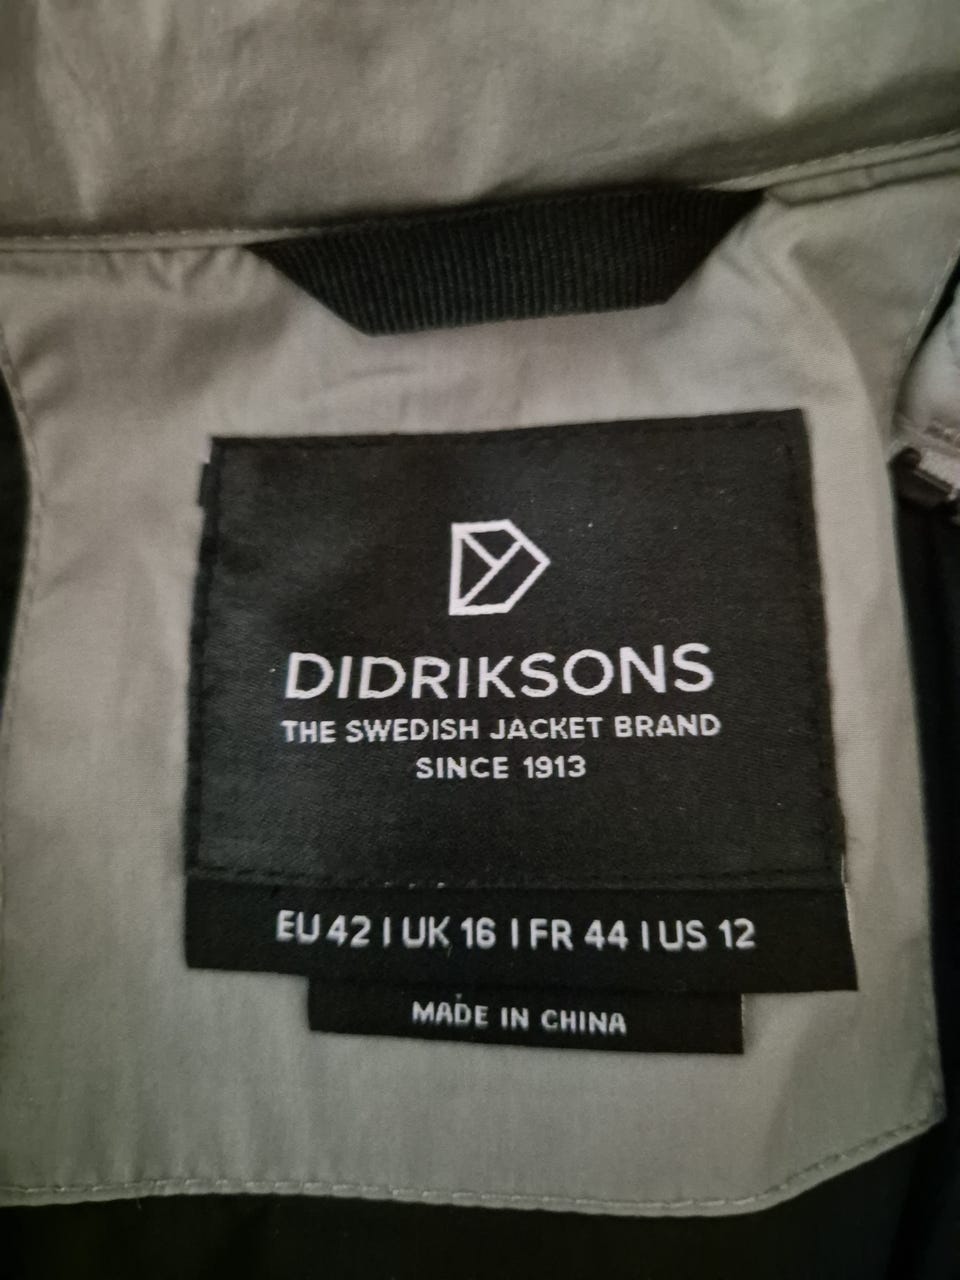 DIDRIKSONS
THE SWEDISH JACKET BRAND
SINCE 1913
EU 42 | UK 16 | FR 44 | US 12
MADE IN CHINA